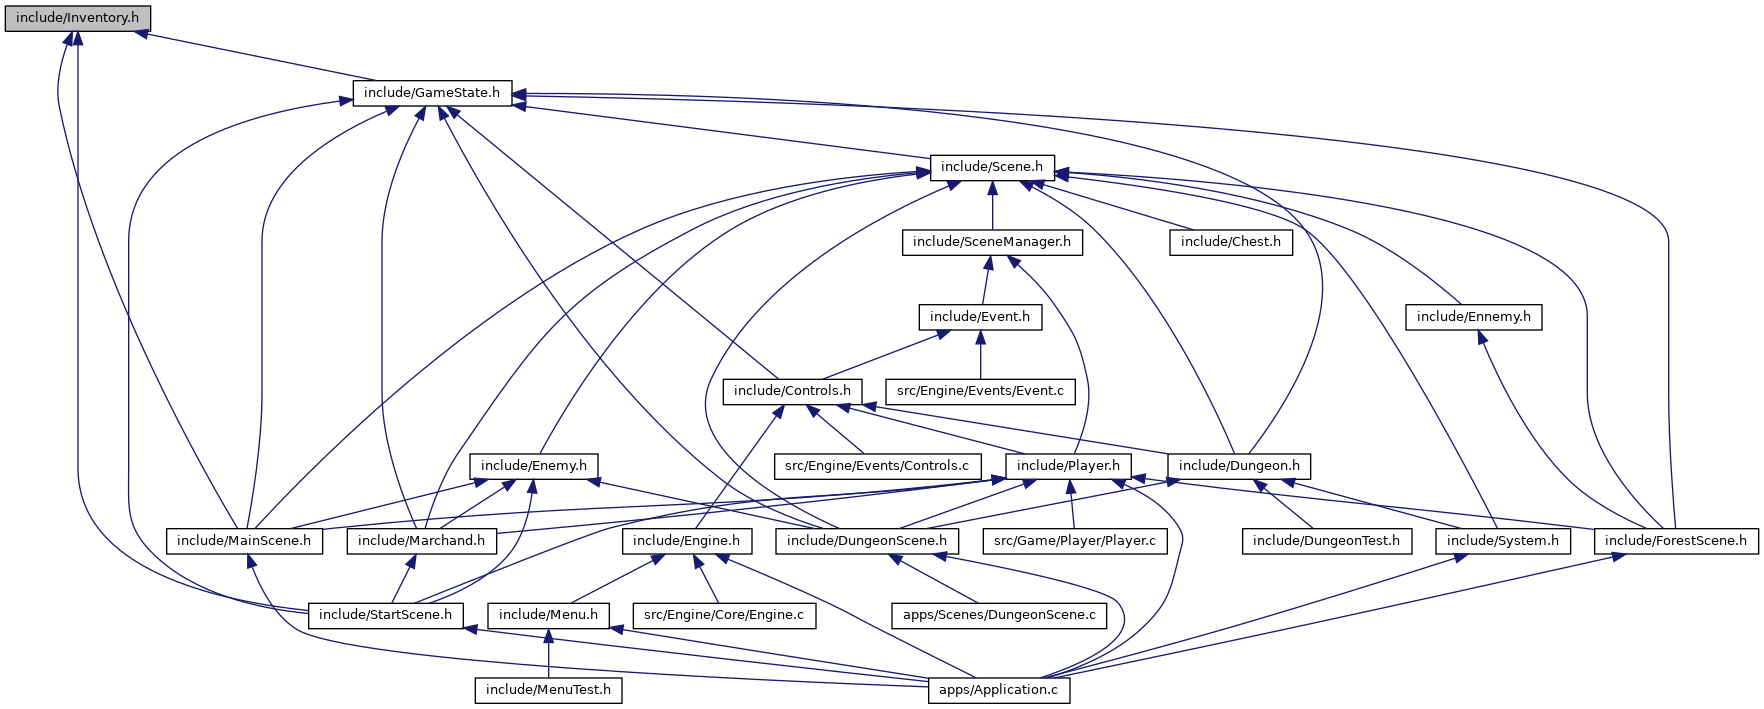 include/Inventory.h
include/GameState.h
include/Scene.h
include/SceneManager.h
include/Chest.h
include/Event.h
include/Ennemy.h
include/Controls.h
src/Engine/Events/Event.c
include/Enemy.h
src/Engine/Events/Controls.c
include/Player.h
include/Dungeon.h
include/MainScene.h
include/Marchand.h
include/Engine.h
include/DungeonScene.h
src/Game/Player/Player.c
include/DungeonTest.h
include/System.h
include/ForestScene.h
include/StartScene.h
include/Menu.h
src/Engine/Core/Engine.c
apps/Scenes/DungeonScene.c
include/MenuTest.h
apps/Application.c